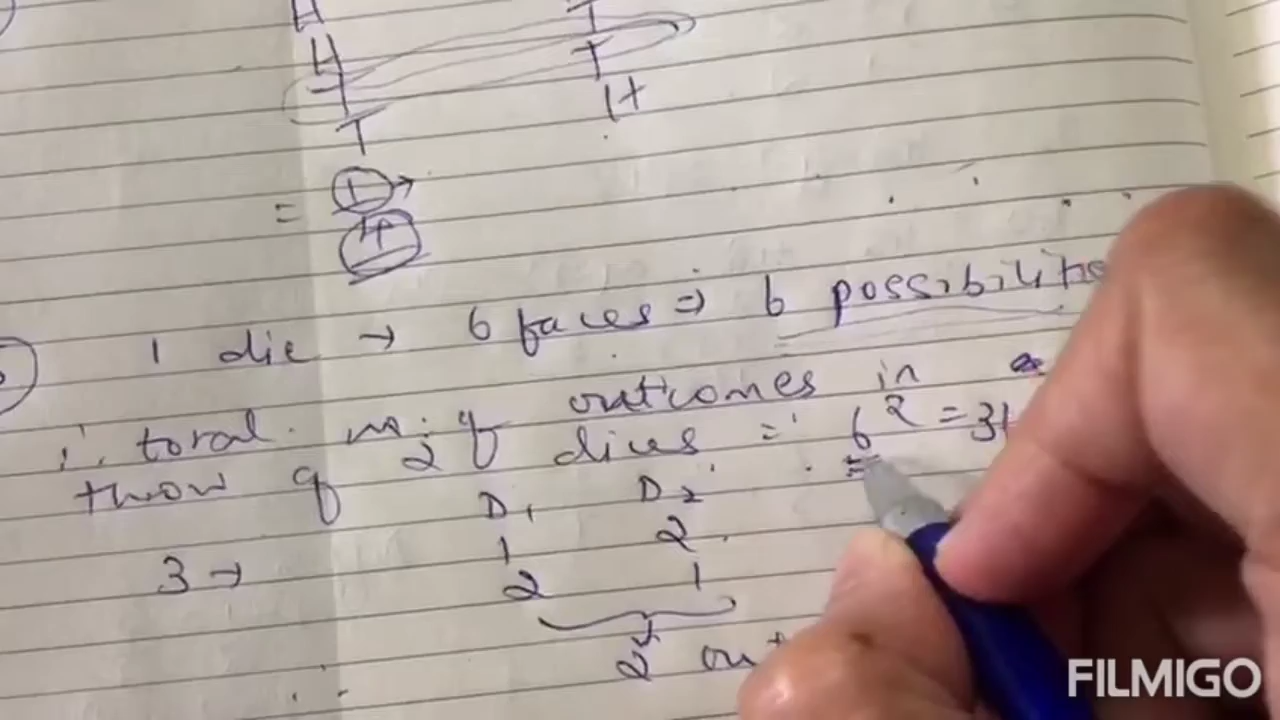 H T
H T
T 1+
T
= 1 →
4
1 die → 6 faces ⇒ 6 possibilities
∴ total no. of outcomes in
throw of 2 dies = 6² = 3
D₁ D₂
3 → 1 2
2 1
2 out
∴
FILMIGO